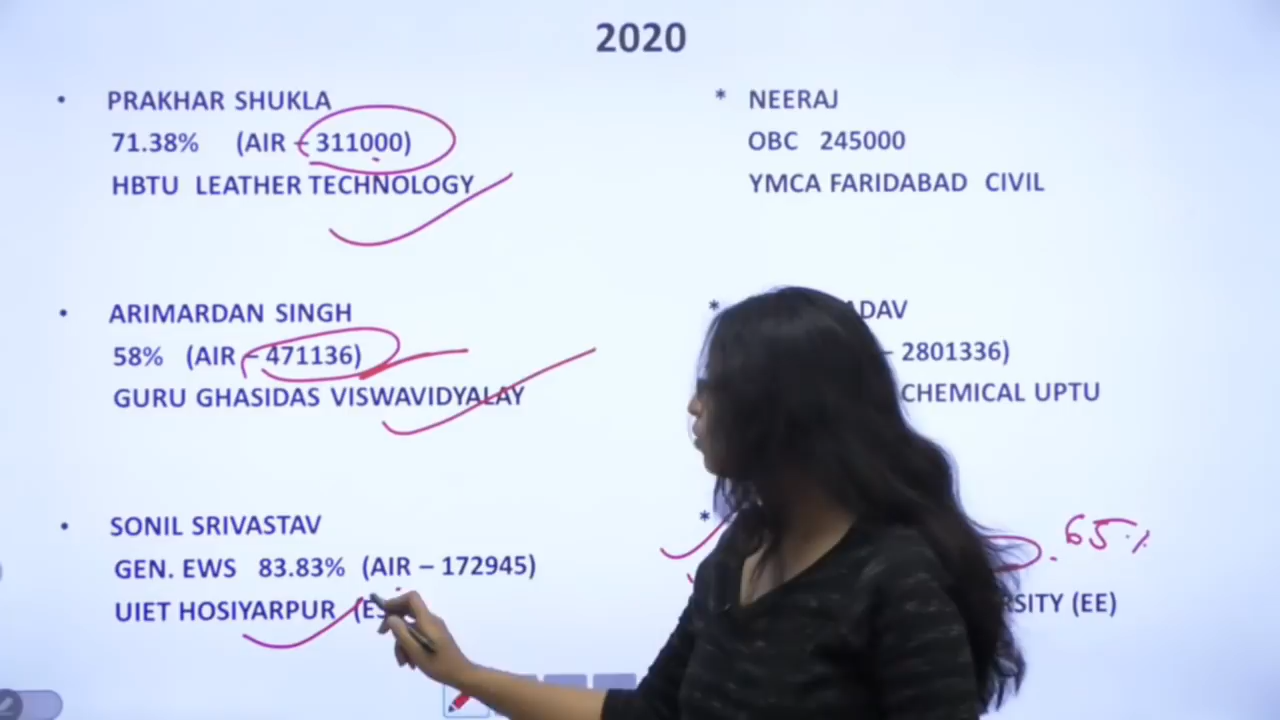 2020
• PRAKHAR SHUKLA
71.38% (AIR – 311000)
HBTU LEATHER TECHNOLOGY
* NEERAJ
OBC 245000
YMCA FARIDABAD CIVIL
• ARIMARDAN SINGH
58% (AIR – 471136)
GURU GHASIDAS VISWAVIDYALAY
* ADAV
– 2801336)
CHEMICAL UPTU
• SONIL SRIVASTAV
GEN. EWS 83.83% (AIR – 172945)
UIET HOSIYARPUR (E
*
65%
RSITY (EE)